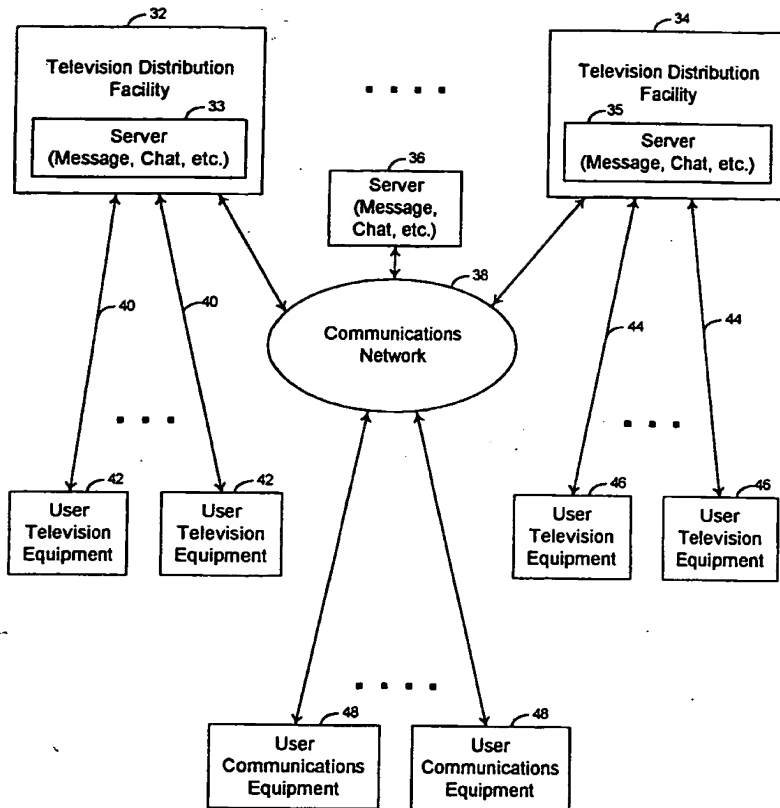 32
34
Television Distribution
Facility
33
Server
(Message, Chat, etc.)
Television Distribution
Facility
35
Server
(Message, Chat, etc.)
36
Server
(Message,
Chat, etc.)
38
Communications
Network
40
40
44
44
42
User
Television
Equipment
42
User
Television
Equipment
46
User
Television
Equipment
46
User
Television
Equipment
48
User
Communications
Equipment
48
User
Communications
Equipment